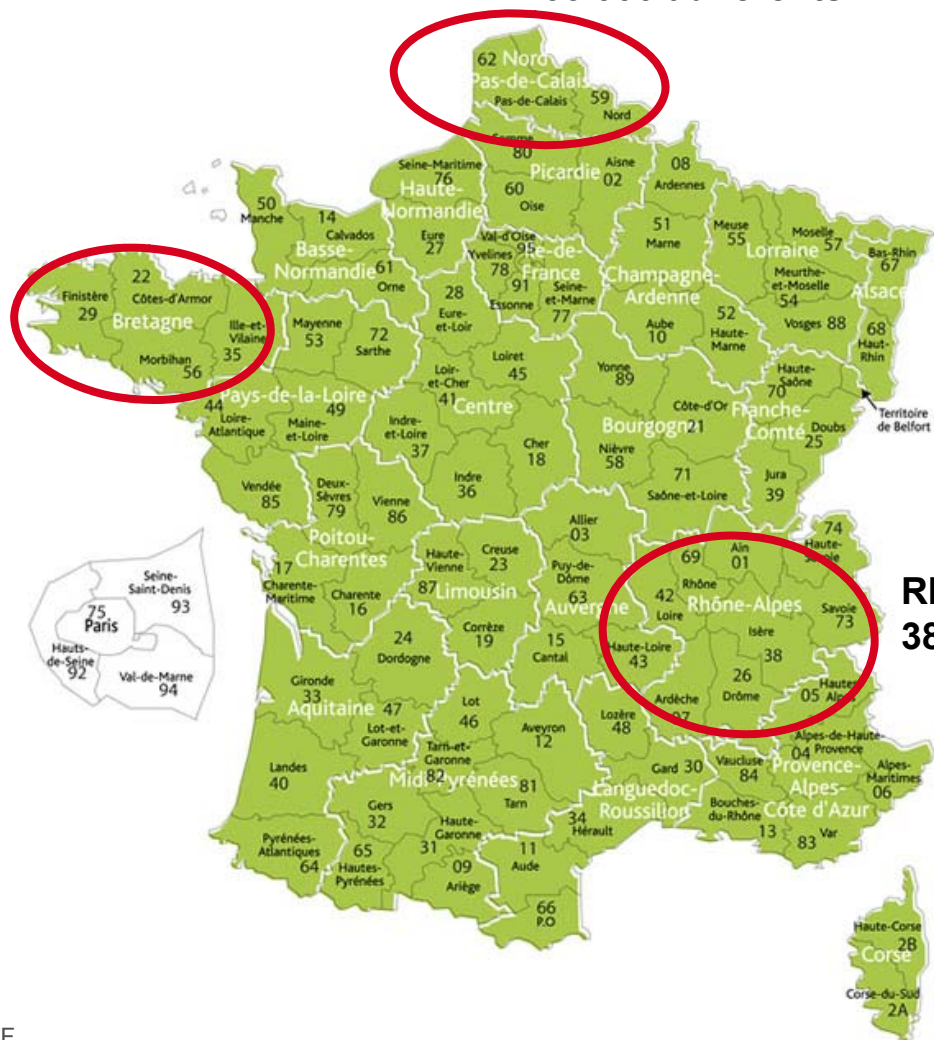 62 Nord
Pas-de-Calais
Pas-de-Calais
59
Nord
Somme
80
Picardie
Aisne
02
08
Ardennes
Seine-Maritime
76
Haute-
Normandie
60
Oise
Eure
27
50
Manche
14
Calvados
Basse-
Normandie
61
Orne
Val-d'Oise
95
Yvelines
78
Île-de-
France
91
Essonne
Seine-
et-Marne
77
51
Marne
Champagne-
Ardenne
Aube
10
52
Haute-
Marne
Meuse
55
Moselle
57
Lorraine
Meurthe-
et-Moselle
54
Vosges 88
Bas-Rhin
67
Alsace
68
Haut-
Rhin
22
Côtes-d'Armor
Finistère
29
Bretagne
Ille-et-
Vilaine
35
Morbihan
56
Mayenne
53
72
Sarthe
28
Eure-
et-Loir
Loiret
45
Loir-
et-Cher
41
Centre
Pays-de-la-Loire
44
Loire-
Atlantique
49
Maine-
et-Loire
Indre-
et-Loire
37
Cher
18
Indre
36
Yonne
89
Côte-d'Or
21
Bourgogne
Nièvre
58
71
Saône-et-Loire
Haute-
Saône
70
Franche-
Comté
Doubs
25
Jura
39
Territoire
de Belfort
Vendée
85
Deux-
Sèvres
79
Vienne
86
Poitou-
Charentes
17
Charente-
Maritime
Charente
16
Haute-
Vienne
87
Creuse
23
Limousin
Corrèze
19
Allier
03
Puy-de-
Dôme
63
Auvergne
15
Cantal
Haute-Loire
43
69
Rhône
Ain
01
74
Haute-
Savoie
42
Loire
Rhône-Alpes
Savoie
73
Isère
38
26
Drôme
Ardèche
07
05
Hautes-
Alpes
RI
38
Seine-
Saint-Denis
93
75
Paris
Hauts-
de-Seine
92
Val-de-Marne
94
24
Dordogne
Gironde
33
Aquitaine
47
Lot-et-
Garonne
Landes
40
Pyrénées-
Atlantiques
64
Lot
46
Aveyron
12
Tarn-et-
Garonne
82
Midi-Pyrénées
81
Tarn
Gers
32
Haute-
Garonne
31
65
Hautes-
Pyrénées
09
Ariège
Lozère
48
Gard 30
Languedoc-
Roussillon
34
Hérault
11
Aude
66
P.O
04
Alpes-de-Haute-
Provence
Vaucluse
84
Provence-
Alpes-
Côte d'Azur
Alpes-
Maritimes
06
Bouches-
du-Rhône
13
Var
83
Haute-Corse
2B
Corse
Corse-du-Sud
2A